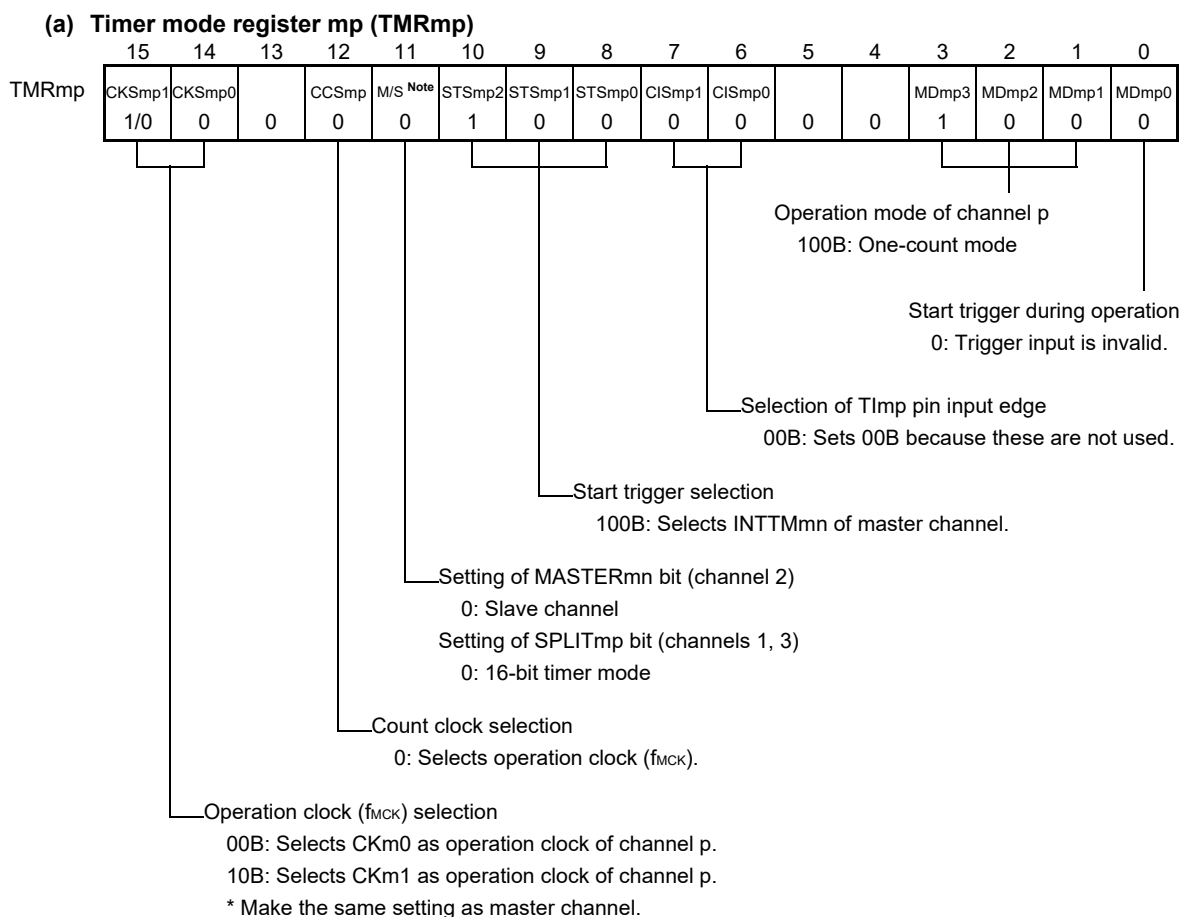 (a) Timer mode register mp (TMRmp)
15 14 13 12 11 10 9 8 7 6 5 4 3 2 1 0
TMRmp CKSmp1 CKSmp0 CCSmp M/S Note STSmp2 STSmp1 STSmp0 CISmp1 CISmp0 MDmp3 MDmp2 MDmp1 MDmp0
1/0 0 0 0 0 1 0 0 0 0 0 0 1 0 0 0
Operation mode of channel p
100B: One-count mode
Start trigger during operation
0: Trigger input is invalid.
Selection of TImp pin input edge
00B: Sets 00B because these are not used.
Start trigger selection
100B: Selects INTTMmn of master channel.
Setting of MASTERmn bit (channel 2)
0: Slave channel
Setting of SPLITmp bit (channels 1, 3)
0: 16-bit timer mode
Count clock selection
0: Selects operation clock (fMCK).
Operation clock (fMCK) selection
00B: Selects CKm0 as operation clock of channel p.
10B: Selects CKm1 as operation clock of channel p.
* Make the same setting as master channel.